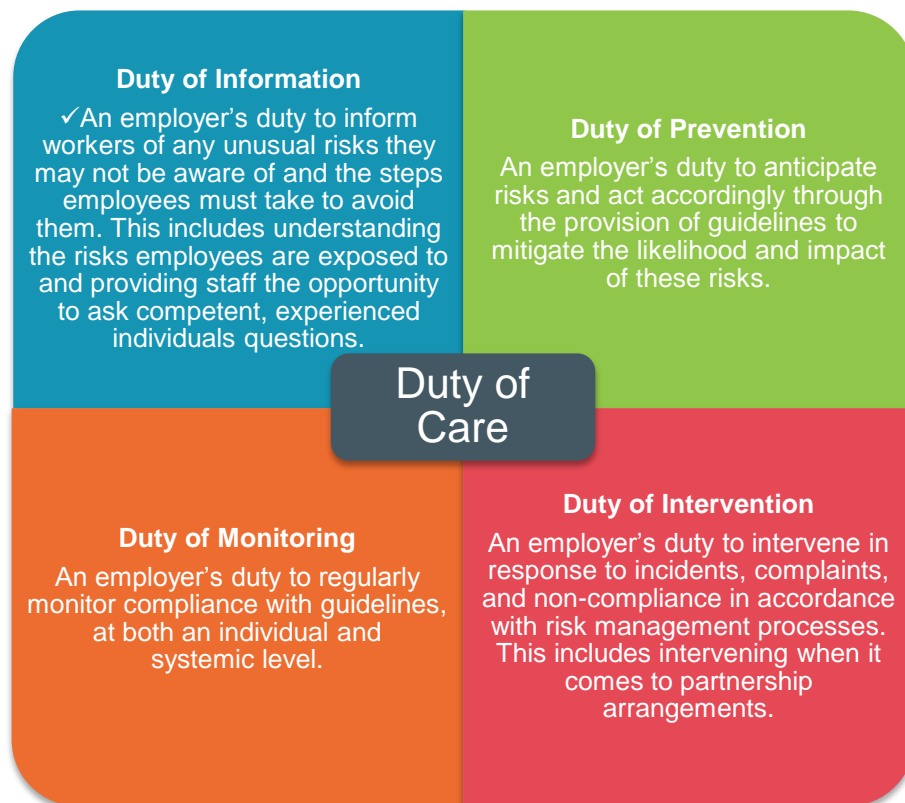 Duty of Information
✓An employer’s duty to inform
workers of any unusual risks they
may not be aware of and the steps
employees must take to avoid
them. This includes understanding
the risks employees are exposed to
and providing staff the opportunity
to ask competent, experienced
individuals questions.
Duty of Prevention
An employer’s duty to anticipate
risks and act accordingly through
the provision of guidelines to
mitigate the likelihood and impact
of these risks.
Duty of
Care
Duty of Monitoring
An employer’s duty to regularly
monitor compliance with guidelines,
at both an individual and
systemic level.
Duty of Intervention
An employer’s duty to intervene in
response to incidents, complaints,
and non-compliance in accordance
with risk management processes.
This includes intervening when it
comes to partnership
arrangements.